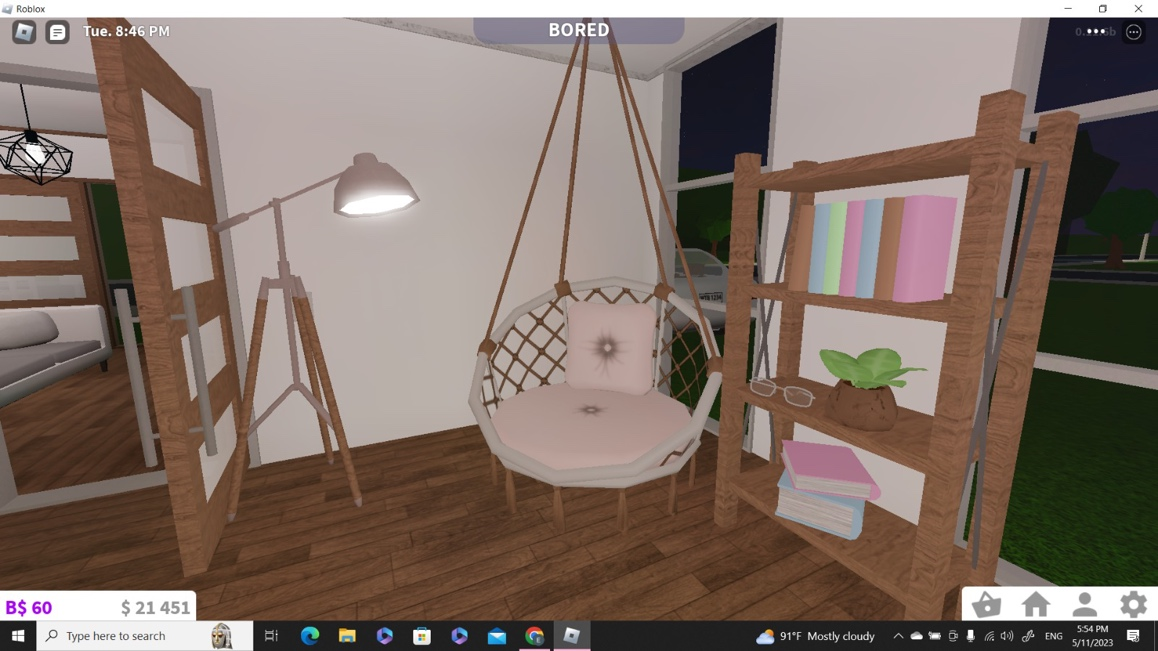 Roblox
Tue. 8:46 PM
BORED
B$ 60
$ 21 451
Type here to search
91°F Mostly cloudy
ENG
5:54 PM
5/11/2023